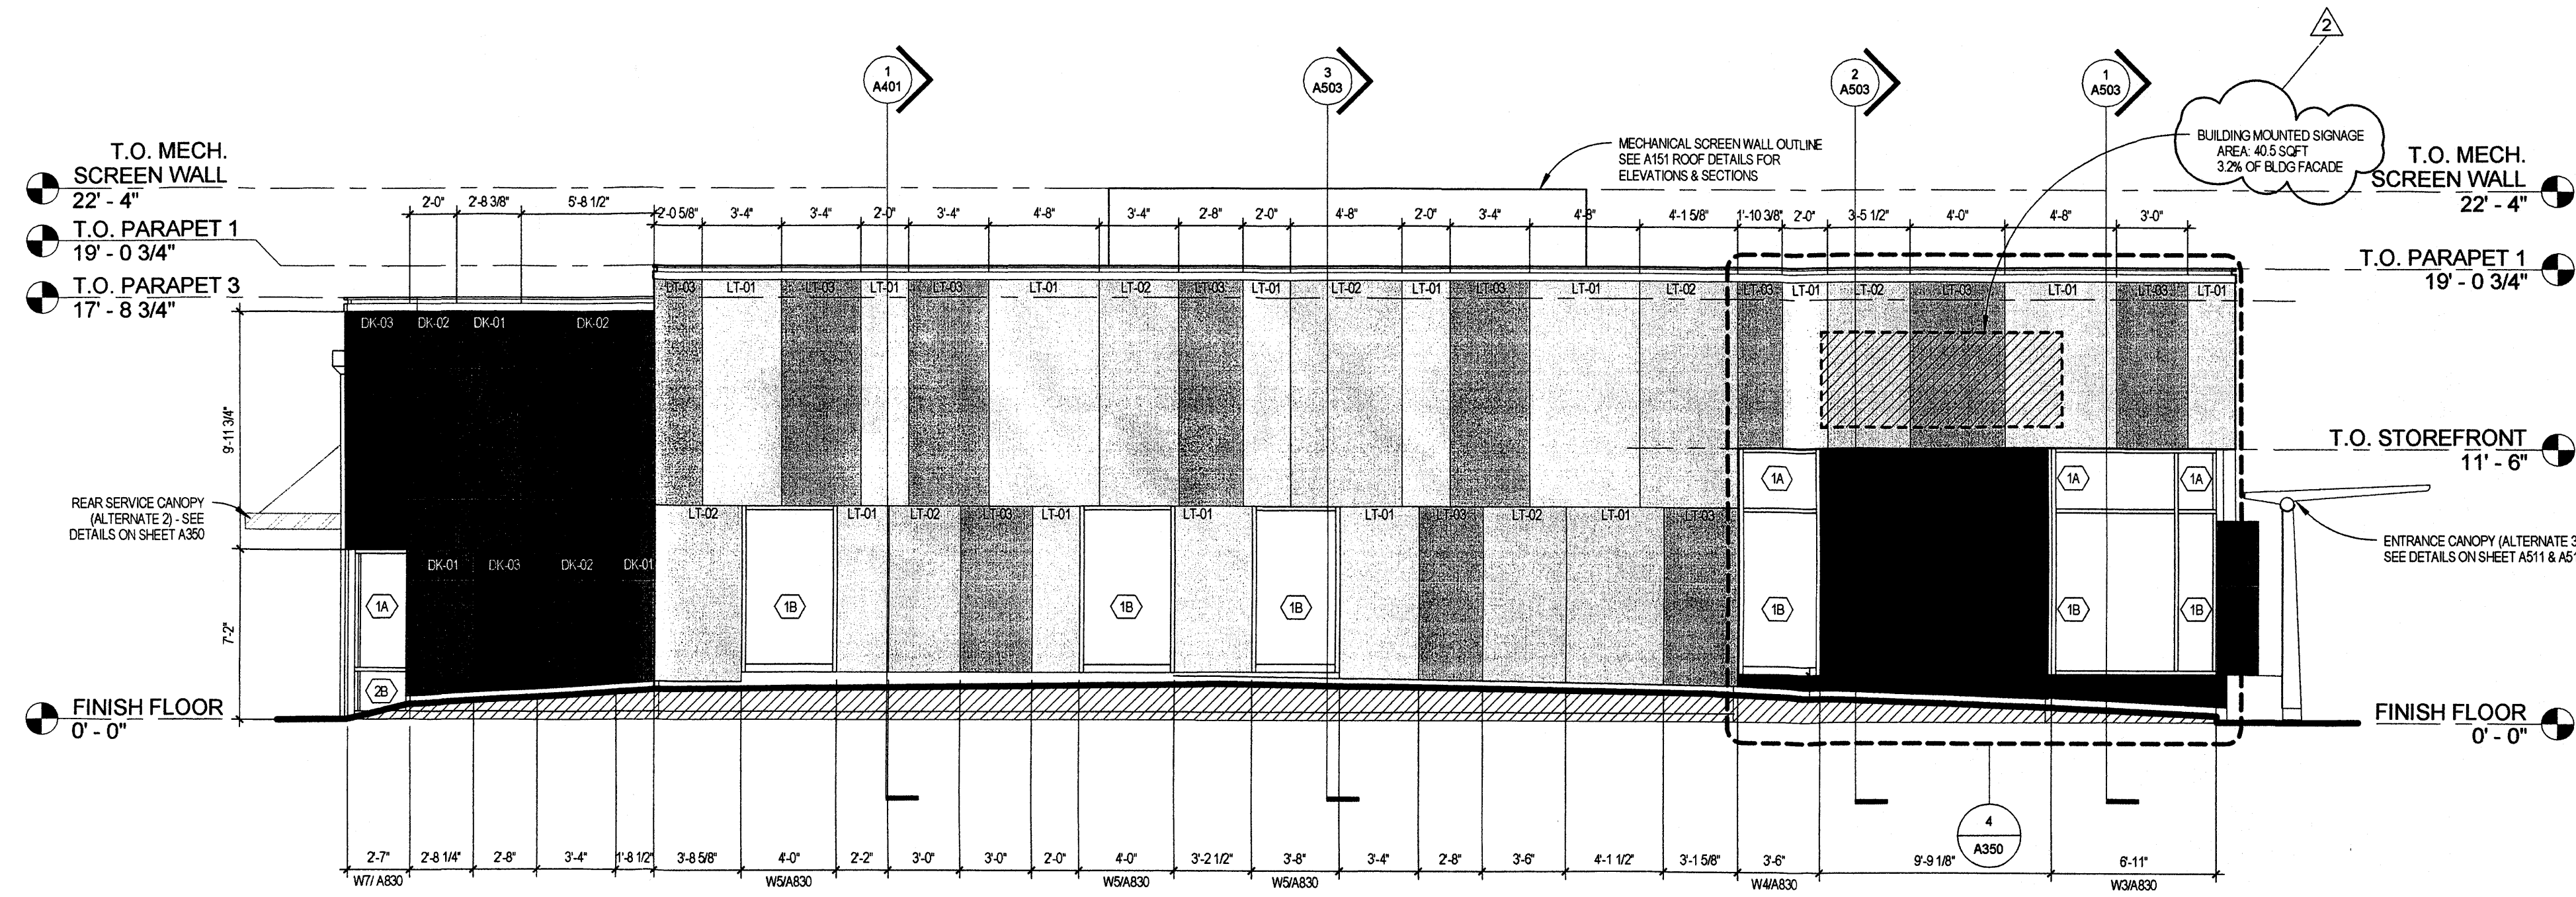 2
1
A401
3
A503
2
A503
1
A503
MECHANICAL SCREEN WALL OUTLINE
SEE A151 ROOF DETAILS FOR
ELEVATIONS & SECTIONS
BUILDING MOUNTED SIGNAGE
AREA: 40.5 SQFT
3.2% OF BLDG FACADE
T.O. MECH.
SCREEN WALL
22' - 4"
T.O. PARAPET 1
19' - 0 3/4"
T.O. PARAPET 3
17' - 8 3/4"
T.O. MECH.
SCREEN WALL
22' - 4"
T.O. PARAPET 1
19' - 0 3/4"
T.O. STOREFRONT
11' - 6"
2'-0" 2'-8 3/8" 5'-8 1/2" 2'-0 5/8" 3'-4" 3'-4" 2'-0" 3'-4" 4'-8" 3'-4" 2'-8" 2'-0" 4'-8" 2'-0" 3'-4" 4'-8" 4'-1 5/8" 1'-10 3/8" 2'-0" 3'-5 1/2" 4'-0" 4'-8" 3'-0"
LT-03 LT-01 LT-03 LT-01 LT-03 LT-01 LT-02 LT-03 LT-01 LT-02 LT-01 LT-03 LT-01 LT-02 LT-03 LT-01 LT-02 LT-03 LT-01 LT-03 LT-01
DK-03 DK-02 DK-01 DK-02
9'-11 3/4"
7'-2"
REAR SERVICE CANOPY
(ALTERNATE 2) - SEE
DETAILS ON SHEET A350
1A 1A 1A
LT-02 LT-01 LT-02 LT-03 LT-01 LT-01 LT-01 LT-03 LT-02 LT-01 LT-03
ENTRANCE CANOPY (ALTERNATE 3
SEE DETAILS ON SHEET A511 & A51
DK-01 DK-03 DK-02 DK-01
1A 1B 1B 1B 1B 1B 1B
2B
FINISH FLOOR
0' - 0"
FINISH FLOOR
0' - 0"
4
A350
2'-7" 2'-8 1/4" 2'-8" 3'-4" 1'-8 1/2" 3'-8 5/8" 4'-0" 2'-2" 3'-0" 3'-0" 2'-0" 4'-0" 3'-2 1/2" 3'-8" 3'-4" 2'-8" 3'-6" 4'-1 1/2" 3'-1 5/8" 3'-6" 9'-9 1/8" 6'-11"
W7/ A830 W5/A830 W5/A830 W5/A830 W4/A830 W3/A830